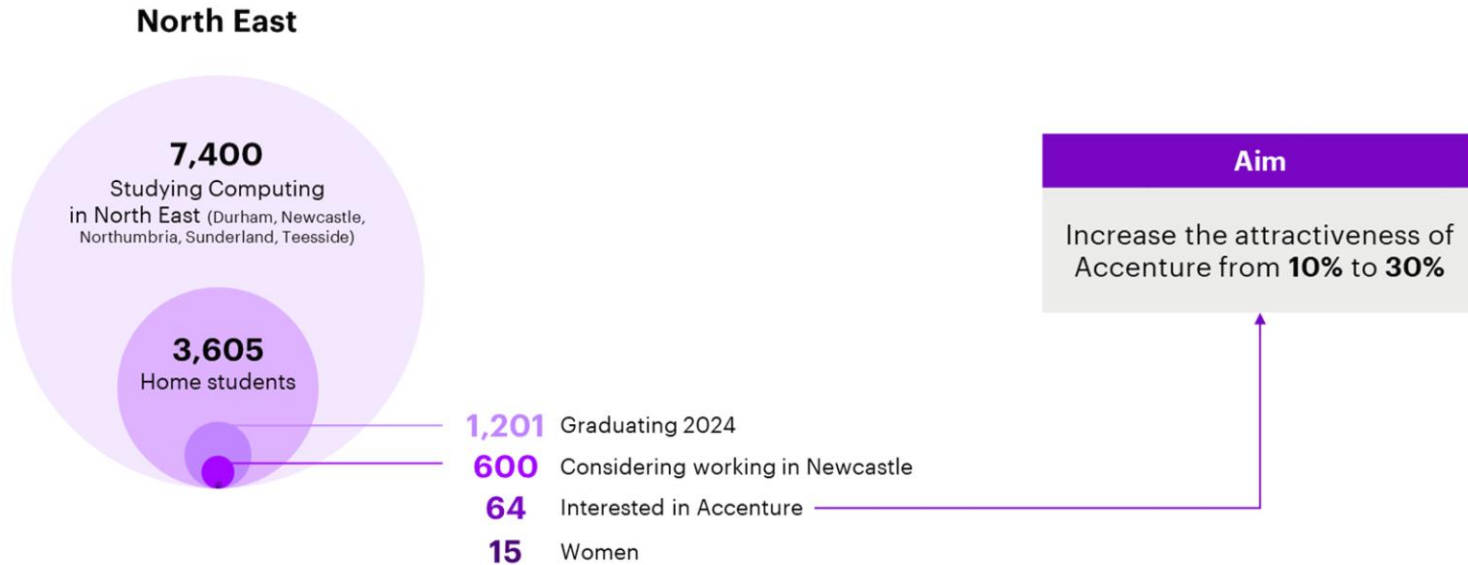 North East
7,400
Studying Computing
in North East (Durham, Newcastle,
Northumbria, Sunderland, Teesside)
3,605
Home students
1,201 Graduating 2024
600 Considering working in Newcastle
64 Interested in Accenture
15 Women
Aim
Increase the attractiveness of
Accenture from 10% to 30%